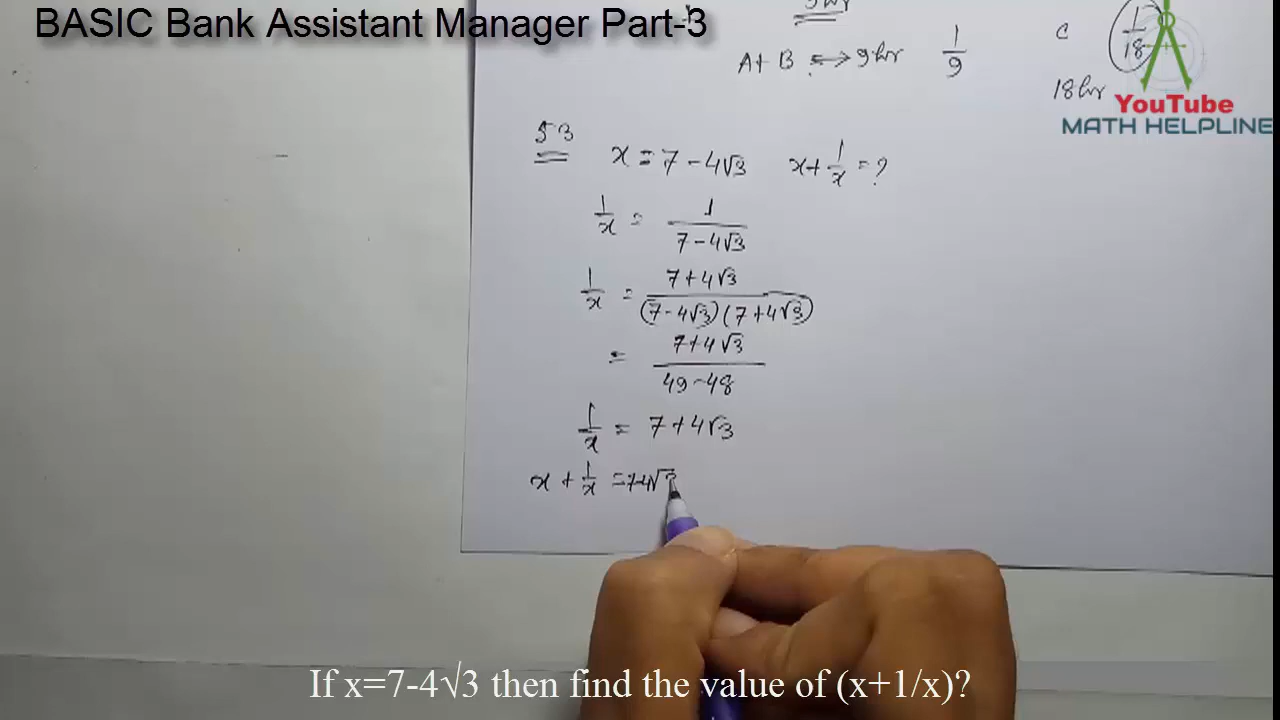 BASIC Bank Assistant Manager Part-3
A+ B ⟷ 9hr 1/9 C 1/18
18hr
YouTube
MATH HELPLINE
53
x = 7 - 4√3 x + 1/x = ?
1/x = 1/(7 - 4√3)
1/x = (7 + 4√3)/((7 - 4√3)(7 + 4√3))
= (7 + 4√3)/(49 - 48)
1/x = 7 + 4√3
x + 1/x = 7-4√3
If x=7-4√3 then find the value of (x+1/x)?